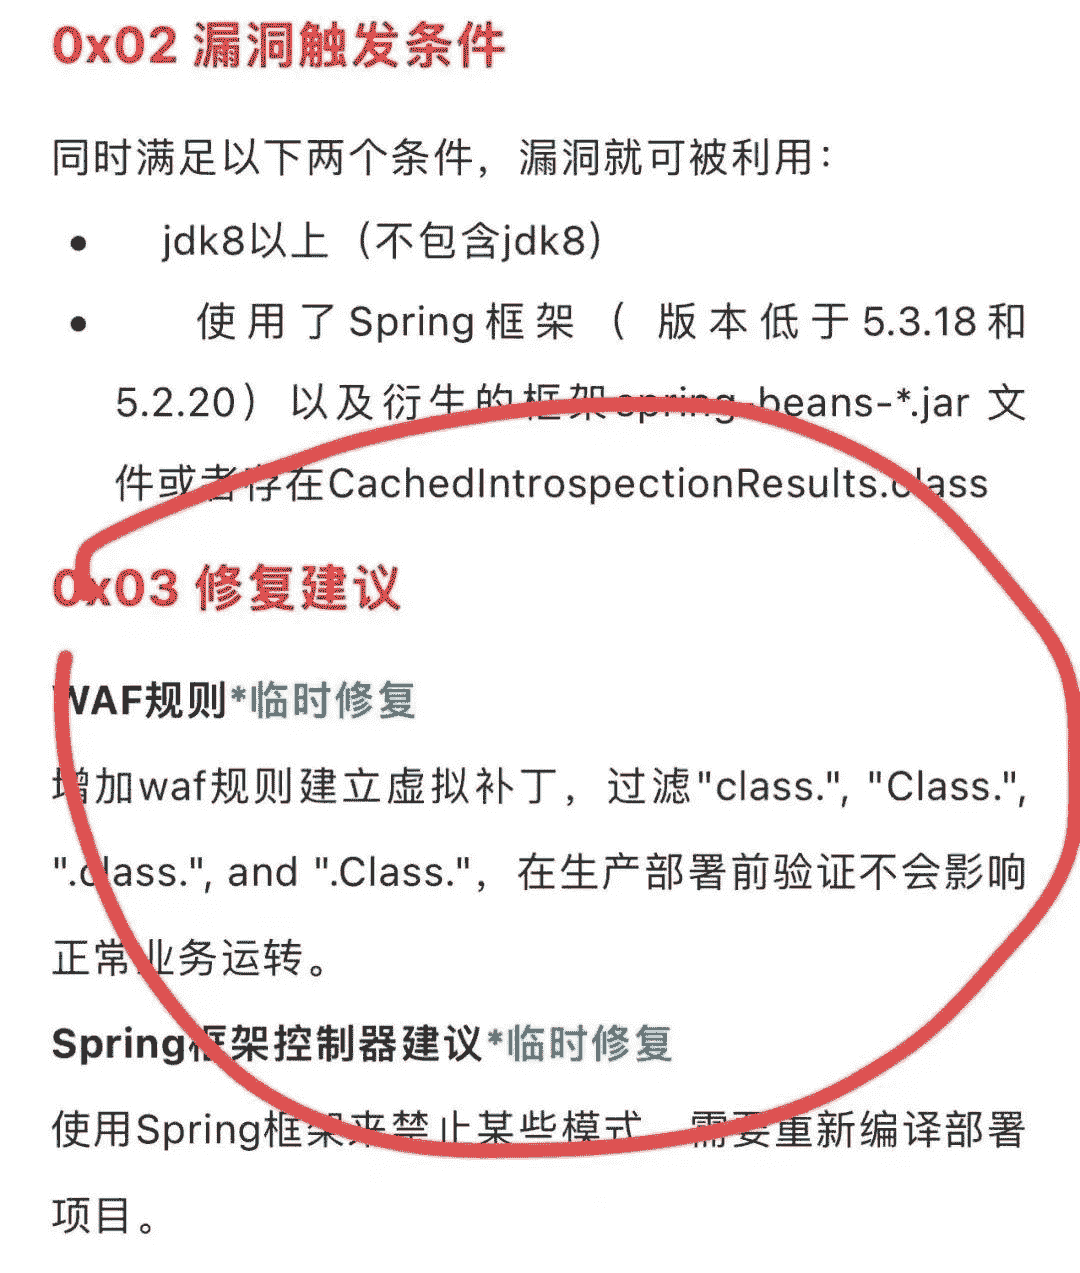 0x02 漏洞触发条件
同时满足以下两个条件，漏洞就可被利用：
● jdk8以上（不包含jdk8）
● 使用了Spring框架（ 版本低于5.3.18和
5.2.20）以及衍生的框架spring-beans-*.jar 文
件或者存在CachedIntrospectionResults.class
0x03 修复建议
WAF规则*临时修复
增加waf规则建立虚拟补丁，过滤"class.", "Class.",
".class.", and ".Class."，在生产部署前验证不会影响
正常业务运转。
Spring框架控制器建议*临时修复
使用Spring框架来禁止某些模式，需要重新编译部署
项目。